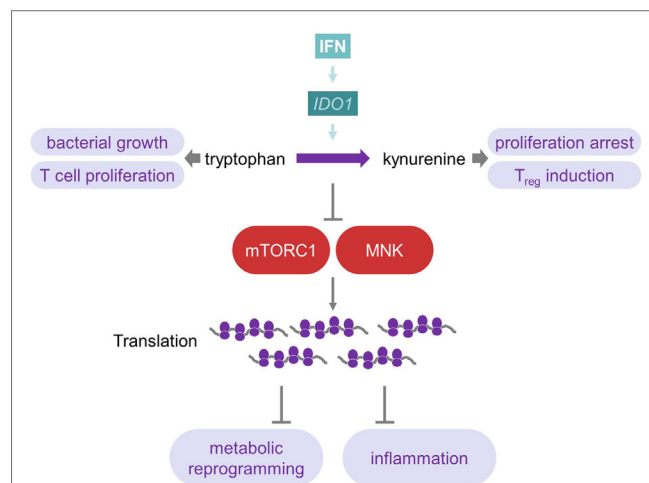 IFN
IDO1
bacterial growth
T cell proliferation
tryptophan
kynurenine
proliferation arrest
Treg induction
mTORC1
MNK
Translation
metabolic
reprogramming
inflammation